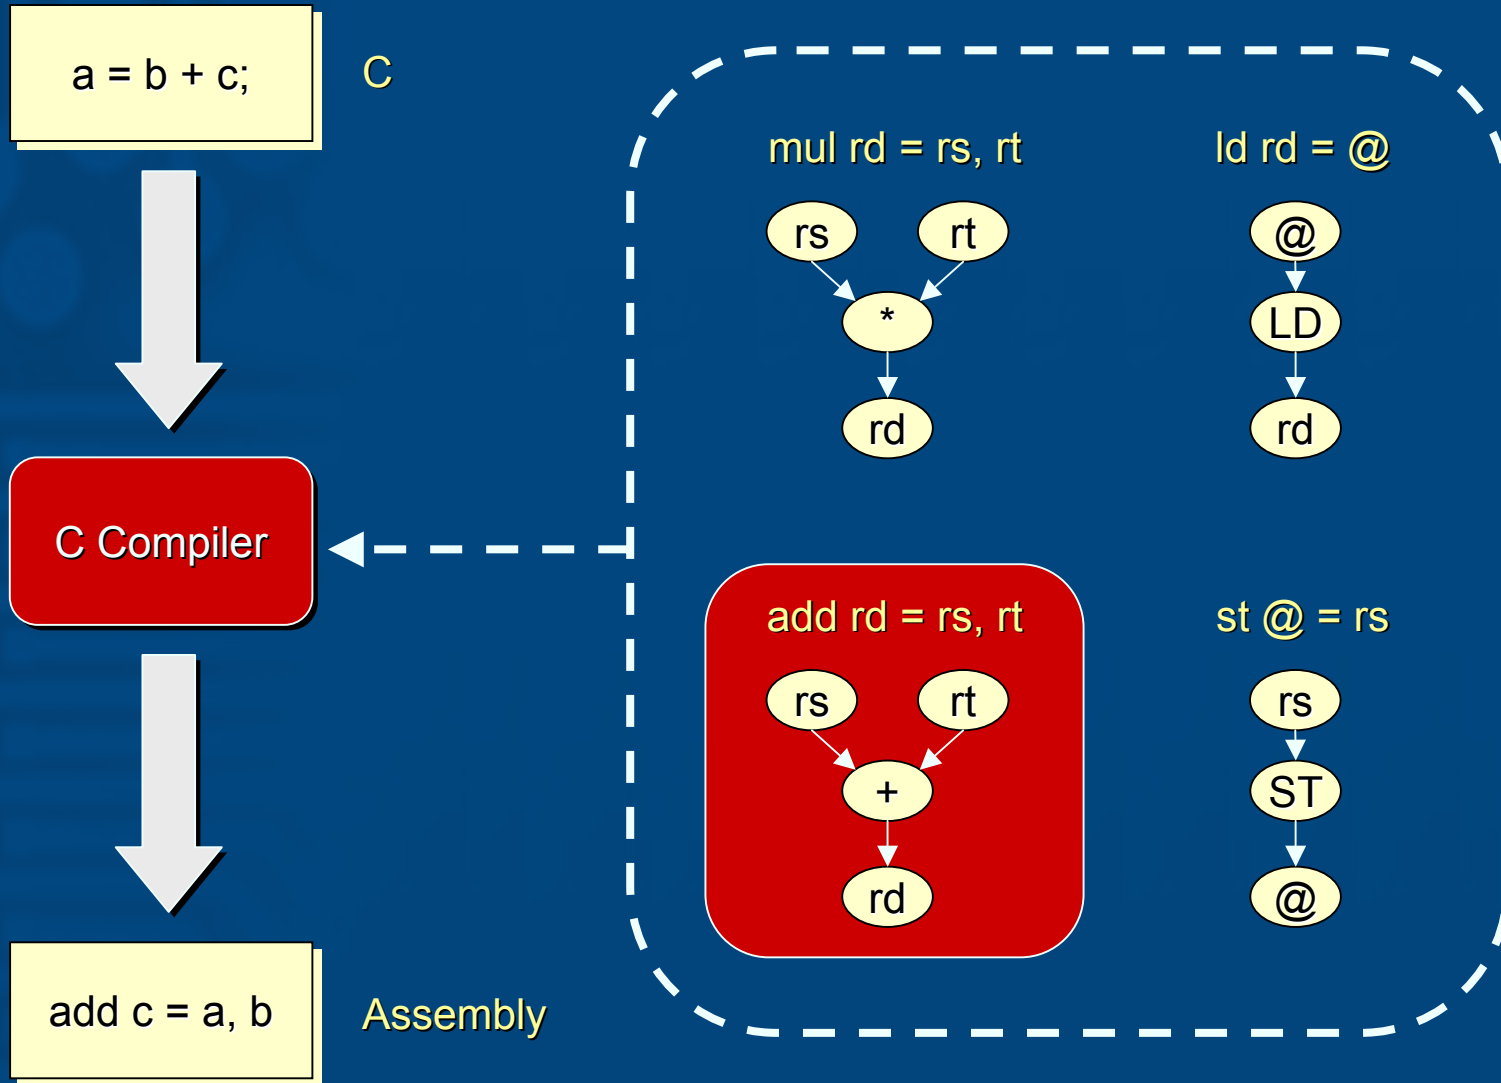 a = b + c;
C
C Compiler
add c = a, b
Assembly
mul rd = rs, rt
rs rt
*
rd
ld rd = @
@
LD
rd
add rd = rs, rt
rs rt
+
rd
st @ = rs
rs
ST
@